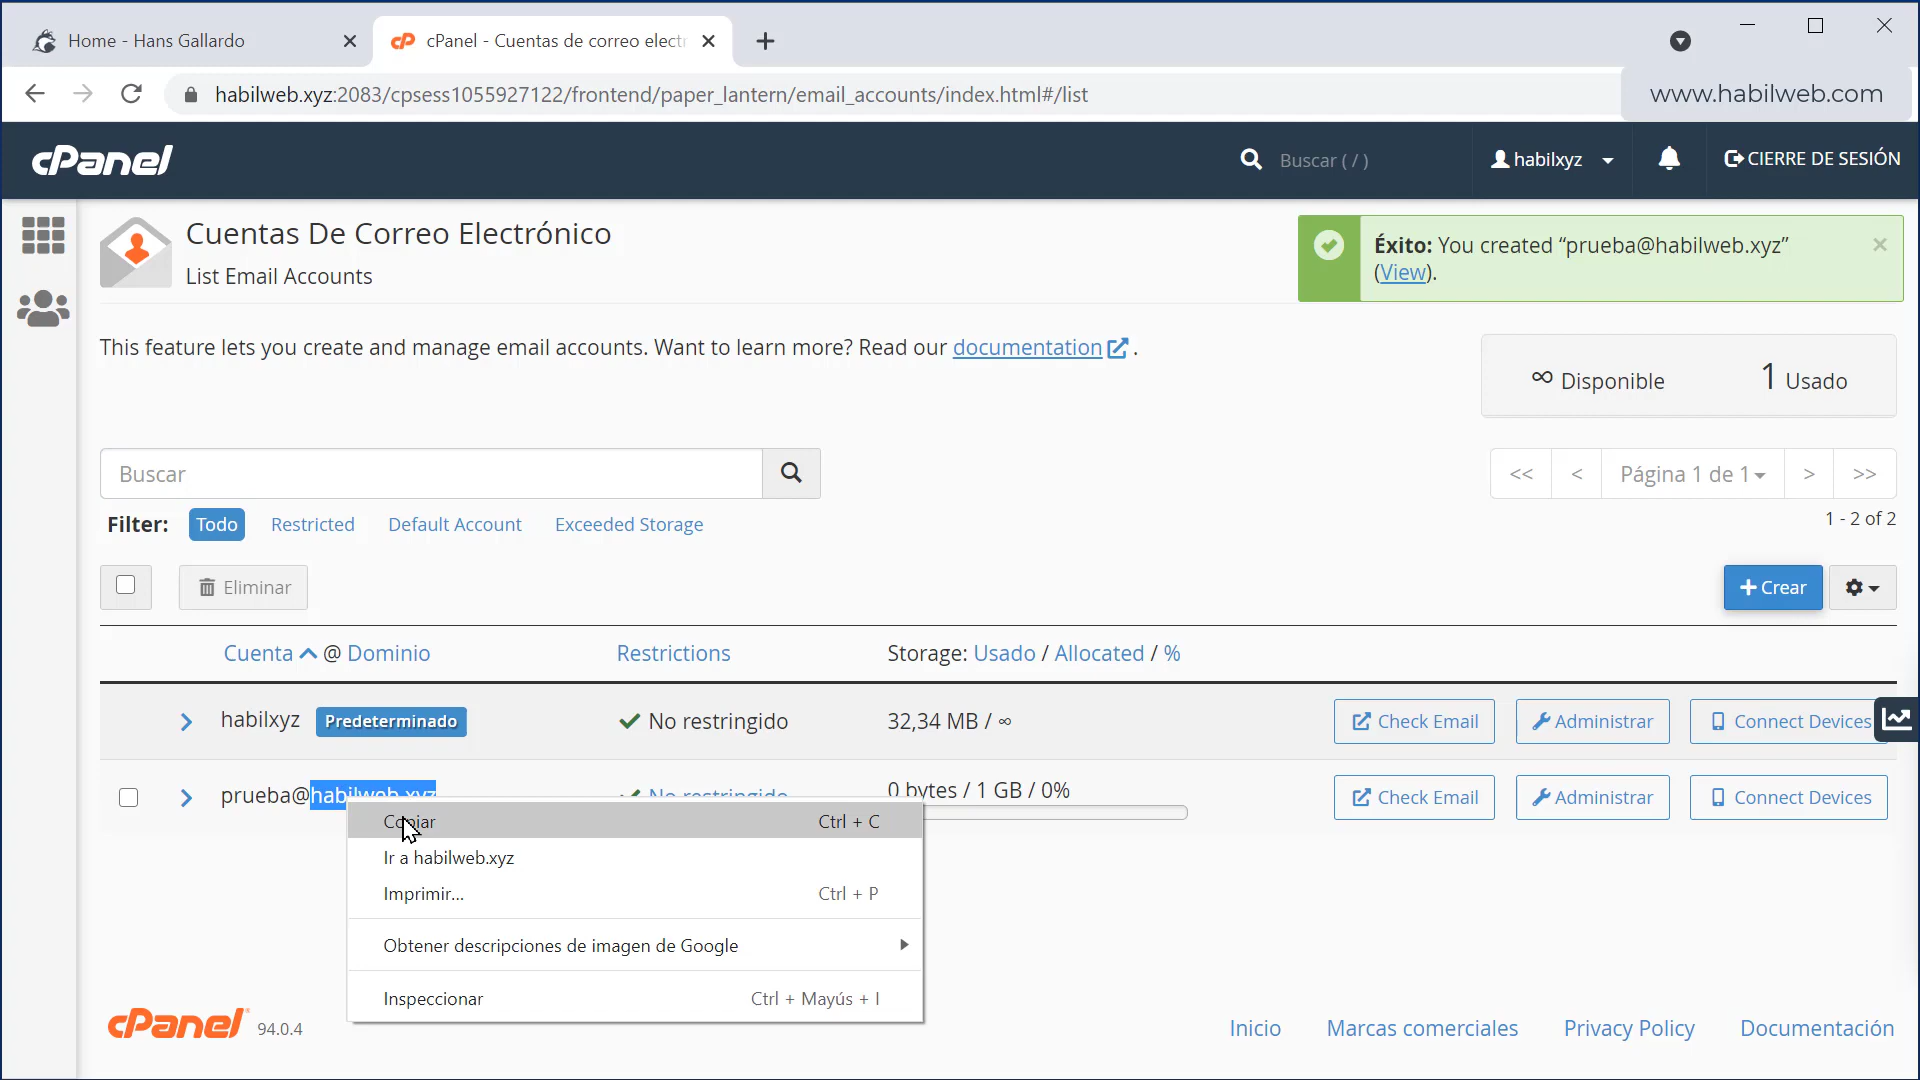 Home - Hans Gallardo
cPanel - Cuentas de correo electr
habilweb.xyz:2083/cpsess1055927122/frontend/paper_lantern/email_accounts/index.html#/list
www.habilweb.com
cPanel
Buscar ( / )
habilxyz
CIERRE DE SESIÓN
Cuentas De Correo Electrónico
List Email Accounts
Éxito: You created “prueba@habilweb.xyz”
(View).
This feature lets you create and manage email accounts. Want to learn more? Read our documentation .
∞ Disponible
1 Usado
Buscar
<< < Página 1 de 1 > >>
Filter: Todo Restricted Default Account Exceeded Storage
1 - 2 of 2
Eliminar
+ Crear
Cuenta @ Dominio
Restrictions
Storage: Usado / Allocated / %
habilxyz Predeterminado
No restringido
32,34 MB / ∞
Check Email
Administrar
Connect Devices
prueba@habilweb.xyz
No restringido
0 bytes / 1 GB / 0%
Check Email
Administrar
Connect Devices
Copiar Ctrl + C
Ir a habilweb.xyz
Imprimir... Ctrl + P
Obtener descripciones de imagen de Google
Inspeccionar Ctrl + Mayús + I
cPanel 94.0.4
Inicio
Marcas comerciales
Privacy Policy
Documentación